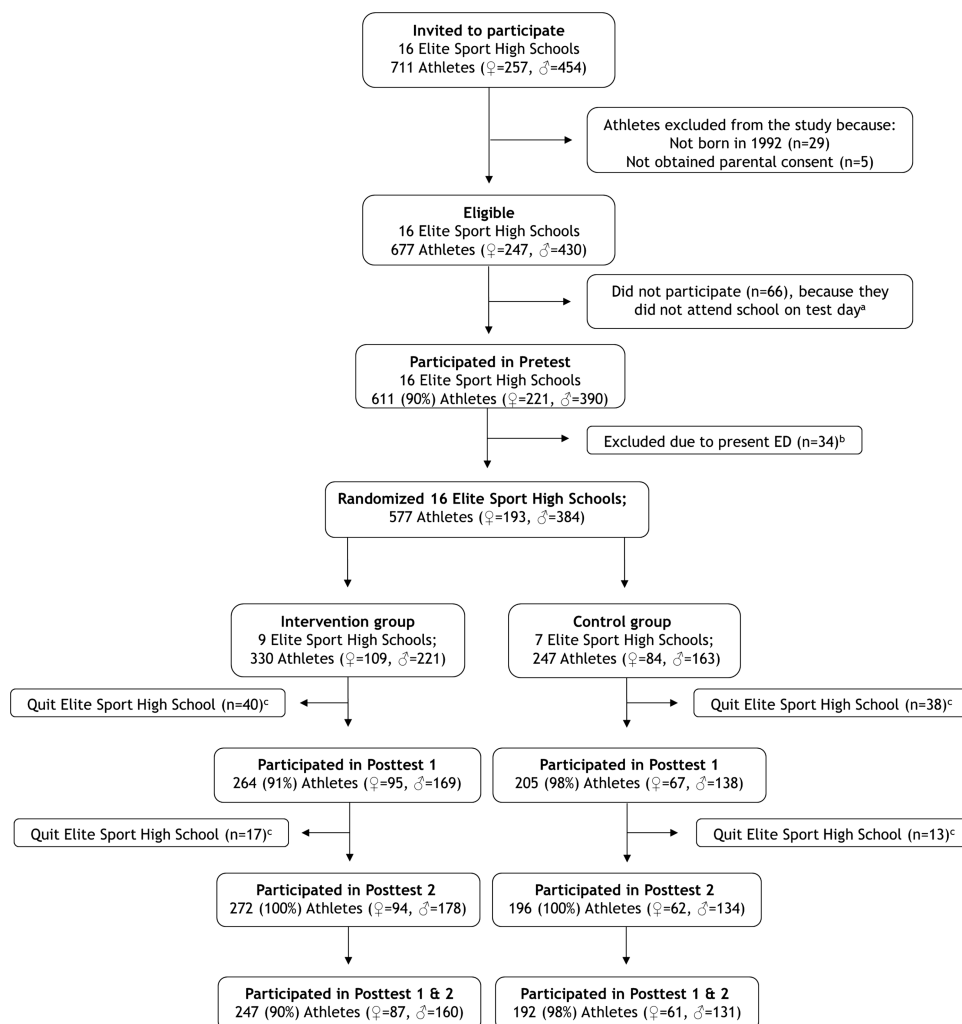 Invited to participate
16 Elite Sport High Schools
711 Athletes (♀=257, ♂=454)
Athletes excluded from the study because:
Not born in 1992 (n=29)
Not obtained parental consent (n=5)
Eligible
16 Elite Sport High Schools
677 Athletes (♀=247, ♂=430)
Did not participate (n=66), because they
did not attend school on test dayᵃ
Participated in Pretest
16 Elite Sport High Schools
611 (90%) Athletes (♀=221, ♂=390)
Excluded due to present ED (n=34)ᵇ
Randomized 16 Elite Sport High Schools;
577 Athletes (♀=193, ♂=384)
Intervention group
9 Elite Sport High Schools;
330 Athletes (♀=109, ♂=221)
Control group
7 Elite Sport High Schools;
247 Athletes (♀=84, ♂=163)
Quit Elite Sport High School (n=40)ᶜ
Quit Elite Sport High School (n=38)ᶜ
Participated in Posttest 1
264 (91%) Athletes (♀=95, ♂=169)
Participated in Posttest 1
205 (98%) Athletes (♀=67, ♂=138)
Quit Elite Sport High School (n=17)ᶜ
Quit Elite Sport High School (n=13)ᶜ
Participated in Posttest 2
272 (100%) Athletes (♀=94, ♂=178)
Participated in Posttest 2
196 (100%) Athletes (♀=62, ♂=134)
Participated in Posttest 1 & 2
247 (90%) Athletes (♀=87, ♂=160)
Participated in Posttest 1 & 2
192 (98%) Athletes (♀=61, ♂=131)